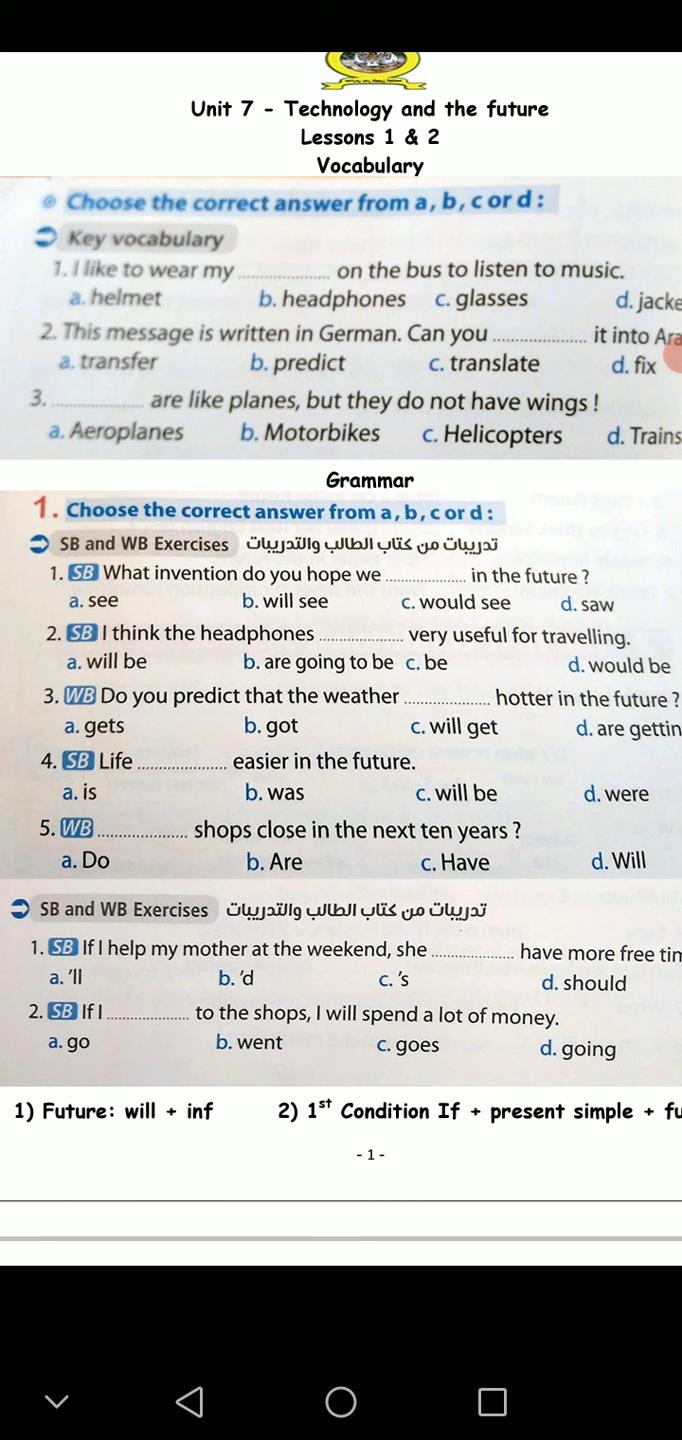 Unit 7 - Technology and the future
Lessons 1 & 2
Vocabulary
Choose the correct answer from a, b, c or d :
Key vocabulary
1. I like to wear my .................. on the bus to listen to music.
a. helmet b. headphones c. glasses d. jacke
2. This message is written in German. Can you .................. it into Ara
a. transfer b. predict c. translate d. fix
3. .................. are like planes, but they do not have wings !
a. Aeroplanes b. Motorbikes c. Helicopters d. Trains
Grammar
1. Choose the correct answer from a, b, c or d :
SB and WB Exercises تدريبات من كتاب الطالب والتدريبات
1. SB What invention do you hope we .................. in the future ?
a. see b. will see c. would see d. saw
2. SB I think the headphones .................. very useful for travelling.
a. will be b. are going to be c. be d. would be
3. WB Do you predict that the weather .................. hotter in the future ?
a. gets b. got c. will get d. are gettin
4. SB Life .................. easier in the future.
a. is b. was c. will be d. were
5. WB .................. shops close in the next ten years ?
a. Do b. Are c. Have d. Will
SB and WB Exercises تدريبات من كتاب الطالب والتدريبات
1. SB If I help my mother at the weekend, she .................. have more free tim
a. 'll b. 'd c. 's d. should
2. SB If I .................. to the shops, I will spend a lot of money.
a. go b. went c. goes d. going
1) Future: will + inf 2) 1st Condition If + present simple + fu
- 1 -